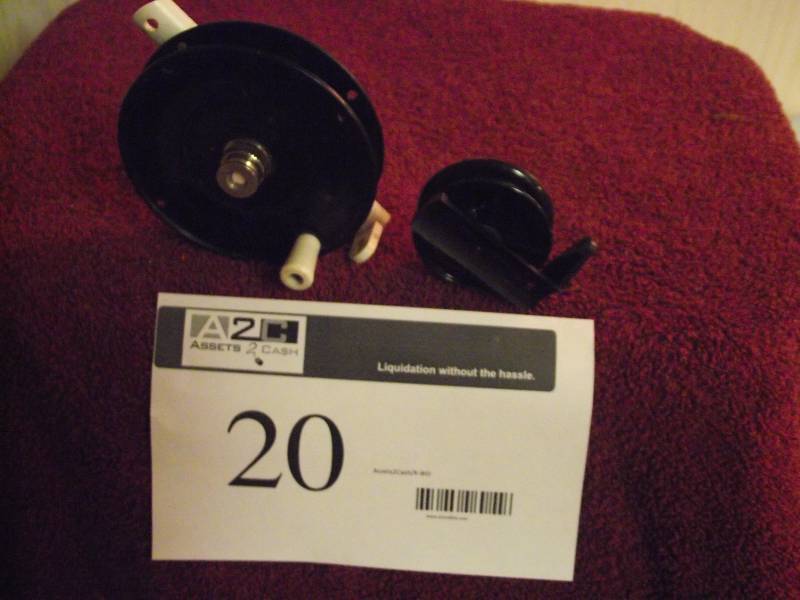 A2C
ASSETS 2 CASH
Liquidation without the hassle.
20